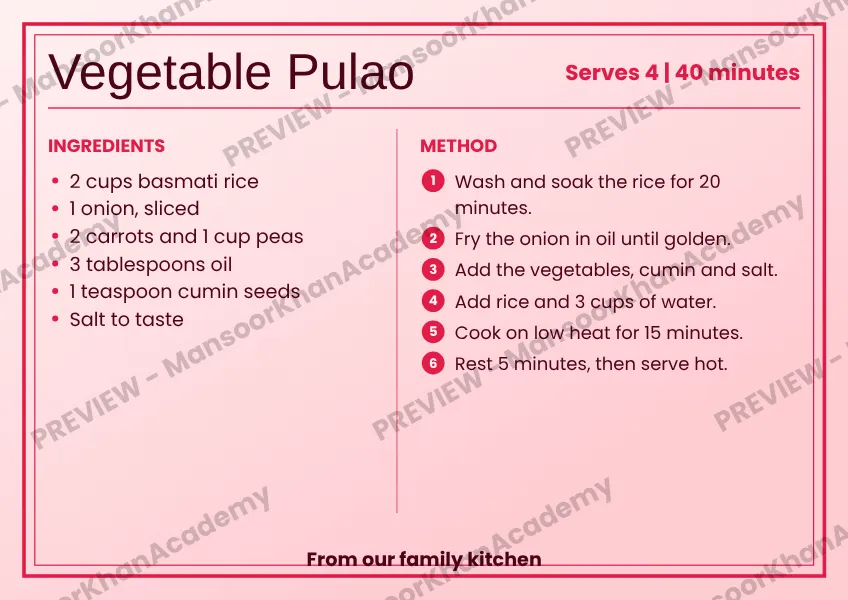 Vegetable Pulao
Serves 4 | 40 minutes
INGREDIENTS
• 2 cups basmati rice
• 1 onion, sliced
• 2 carrots and 1 cup peas
• 3 tablespoons oil
• 1 teaspoon cumin seeds
• Salt to taste
METHOD
1 Wash and soak the rice for 20
minutes.
2 Fry the onion in oil until golden.
3 Add the vegetables, cumin and salt.
4 Add rice and 3 cups of water.
5 Cook on low heat for 15 minutes.
6 Rest 5 minutes, then serve hot.
From our family kitchen
PREVIEW – MansoorKhanAcademy